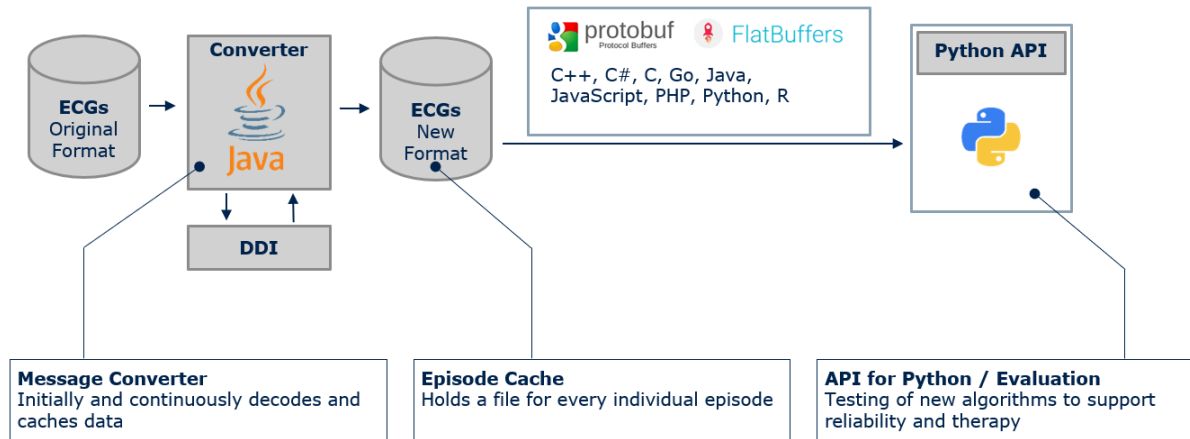 ECGs
Original
Format
Converter
Java
DDI
ECGs
New
Format
protobuf
Protocol Buffers
FlatBuffers
C++, C#, C, Go, Java,
JavaScript, PHP, Python, R
Python API
Message Converter
Initially and continuously decodes and
caches data
Episode Cache
Holds a file for every individual episode
API for Python / Evaluation
Testing of new algorithms to support
reliability and therapy